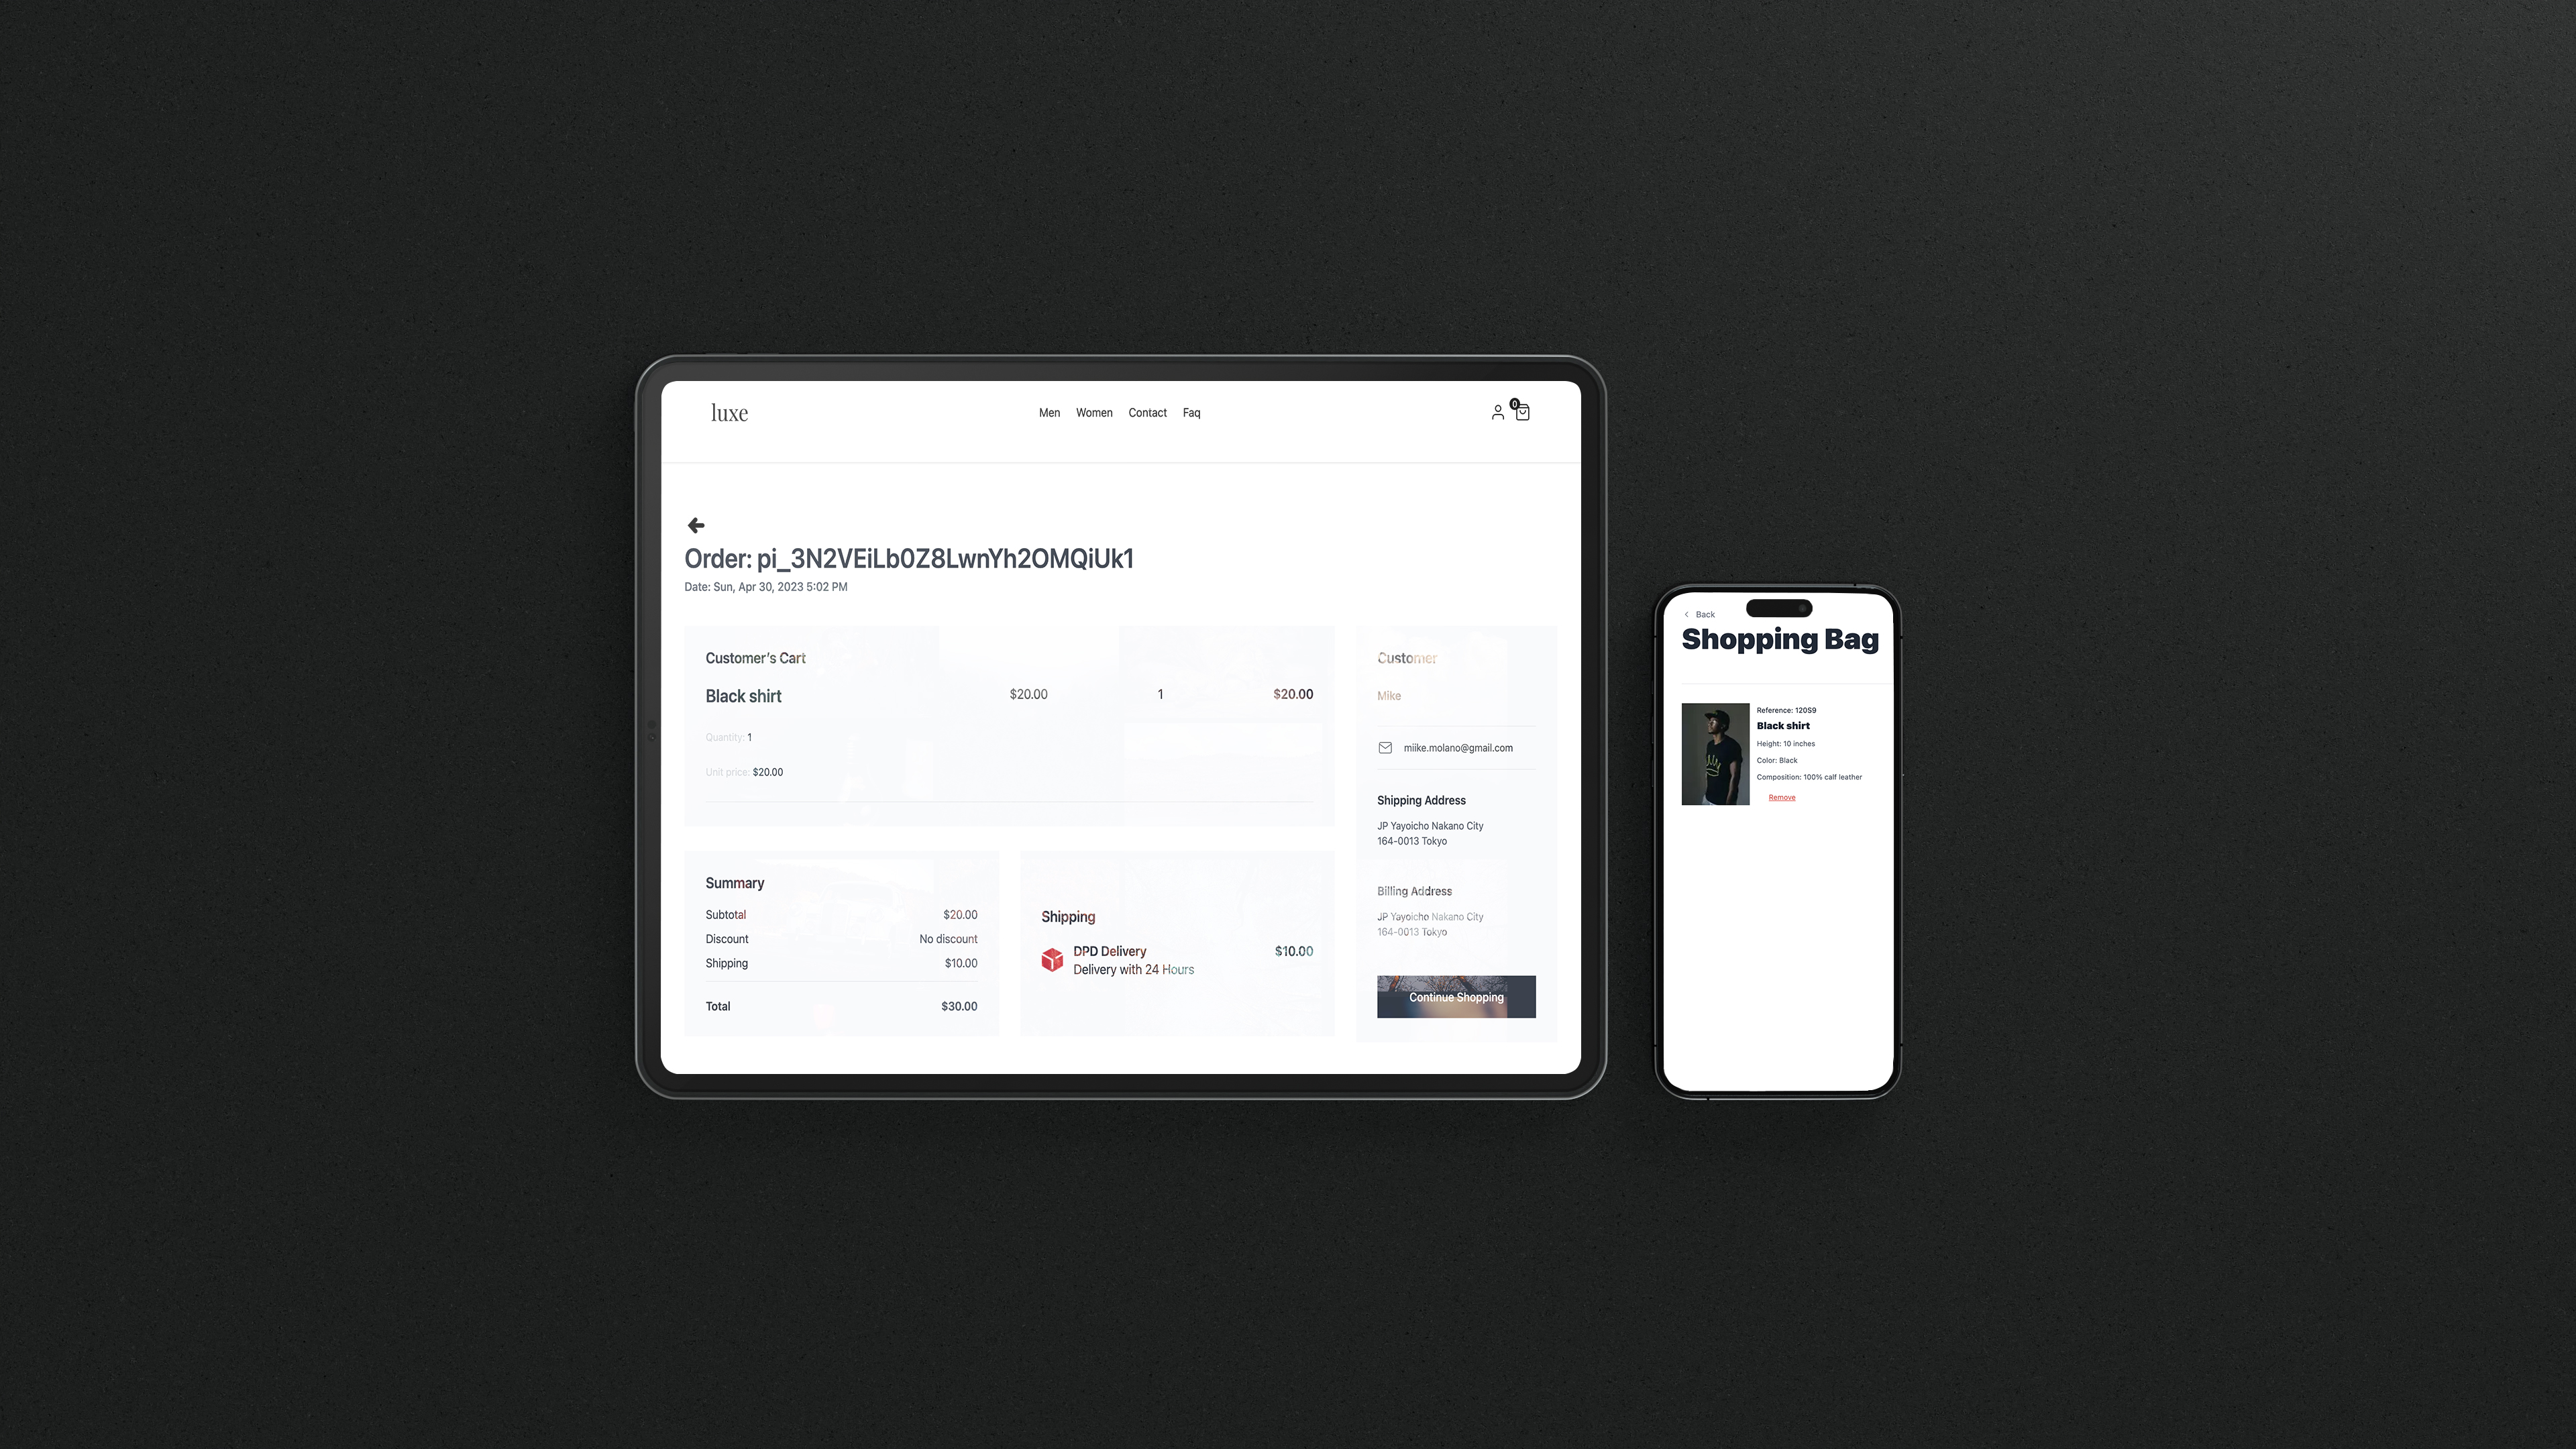 luxe
Men Women Contact Faq
0
Order: pi_3N2VEiLb0Z8LwnYh2OMQiUk1
Date: Sun, Apr 30, 2023 5:02 PM
Customer's Cart
Black shirt $20.00 1 $20.00
Quantity: 1
Unit price: $20.00
Summary
Subtotal $20.00
Discount No discount
Shipping $10.00
Total $30.00
Shipping
DPD Delivery $10.00
Delivery with 24 Hours
Customer
Mike
miike.molano@gmail.com
Shipping Address
JP Yayoicho Nakano City
164-0013 Tokyo
Billing Address
JP Yayoicho Nakano City
164-0013 Tokyo
Continue Shopping
Back
Shopping Bag
Reference: 120S9
Black shirt
Height: 10 inches
Color: Black
Composition: 100% calf leather
Remove